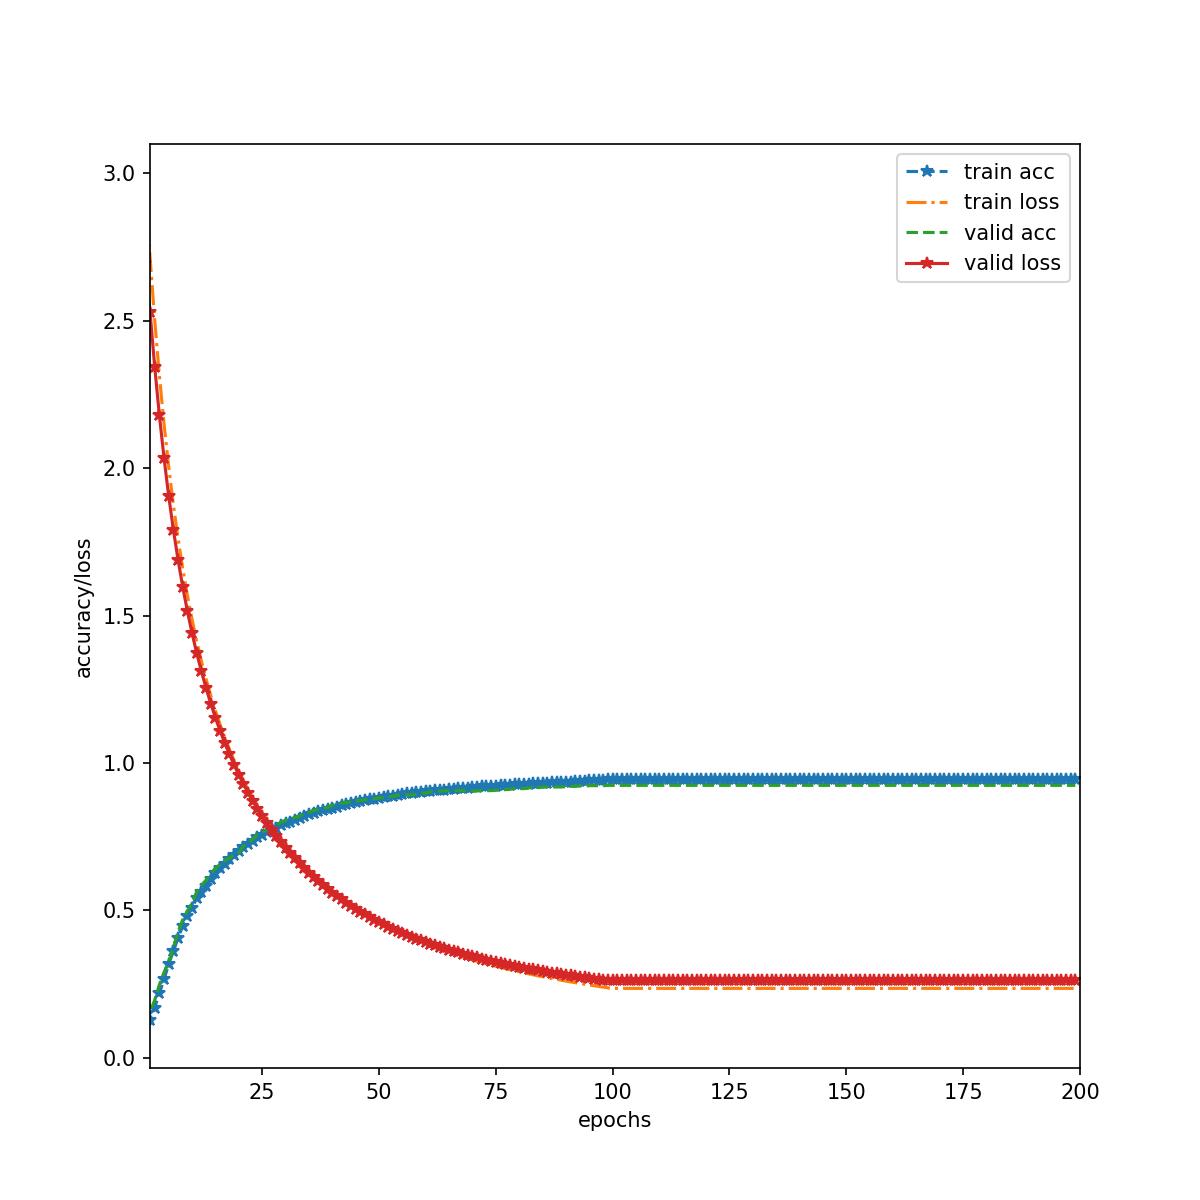 train acc
train loss
valid acc
valid loss
3.0
2.5
2.0
1.5
1.0
0.5
0.0
accuracy/loss
25 50 75 100 125 150 175 200
epochs